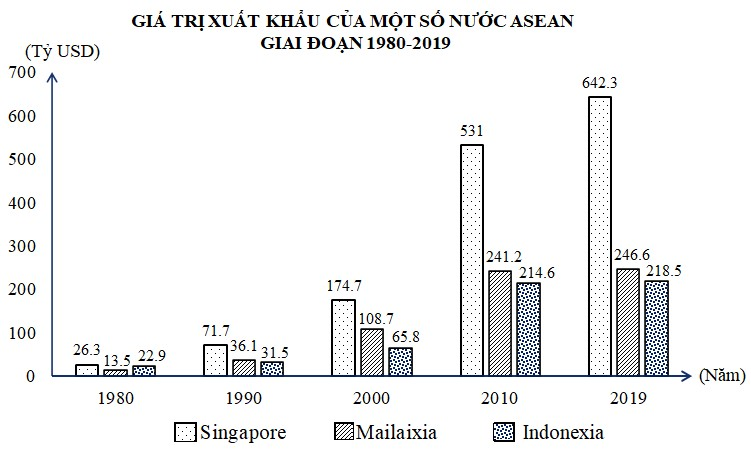 GIÁ TRỊ XUẤT KHẨU CỦA MỘT SỐ NƯỚC ASEAN
GIAI ĐOẠN 1980-2019
(Tỷ USD)
700
600
500
400
300
200
100
0
26.3 13.5 22.9
71.7 36.1 31.5
174.7 108.7 65.8
531 241.2 214.6
642.3 246.6 218.5
1980 1990 2000 2010 2019 (Năm)
Singapore Mailaixia Indonexia